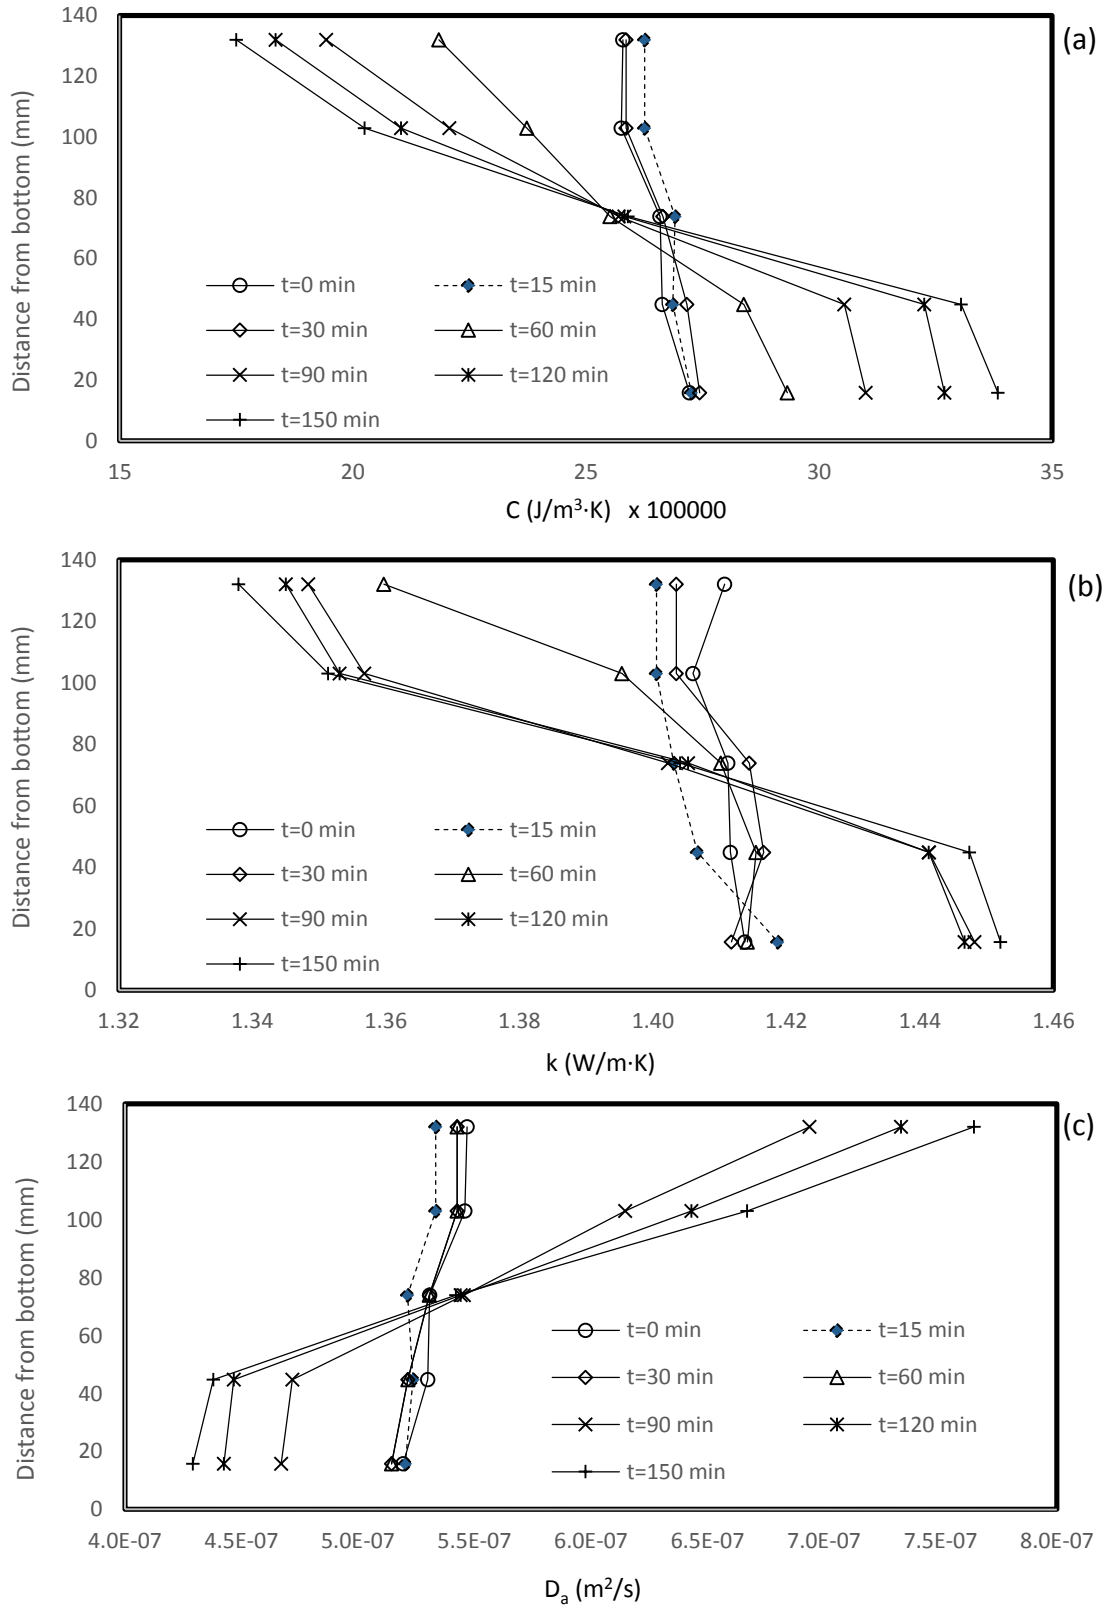 140
(a)
120
100
80
60
40
20
0
Distance from bottom (mm)
t=0 min
t=15 min
t=30 min
t=60 min
t=90 min
t=120 min
t=150 min
15 20 25 30 35
C (J/m³·K) x 100000
140
(b)
120
100
80
60
40
20
0
Distance from bottom (mm)
t=0 min
t=15 min
t=30 min
t=60 min
t=90 min
t=120 min
t=150 min
1.32 1.34 1.36 1.38 1.40 1.42 1.44 1.46
k (W/m·K)
140
(c)
120
100
80
60
40
20
0
Distance from bottom (mm)
t=0 min
t=15 min
t=30 min
t=60 min
t=90 min
t=120 min
t=150 min
4.0E-07 4.5E-07 5.0E-07 5.5E-07 6.0E-07 6.5E-07 7.0E-07 7.5E-07 8.0E-07
Dₐ (m²/s)